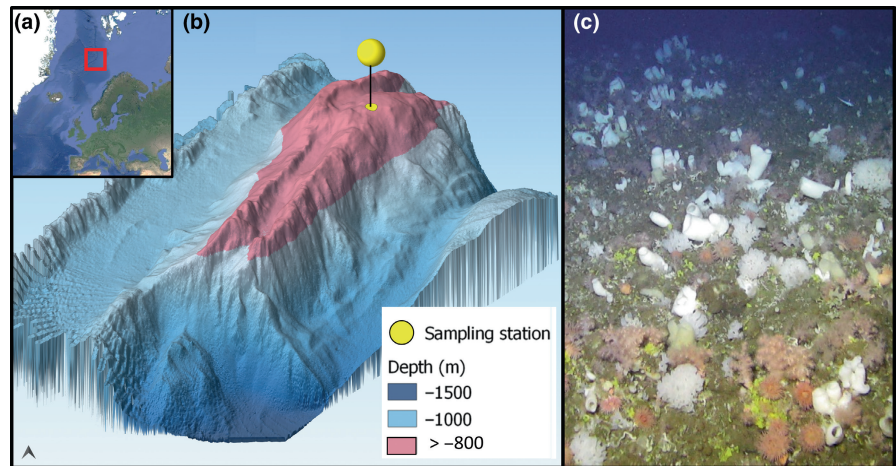 (a)
(b)
(c)
Sampling station
Depth (m)
−1500
−1000
> −800